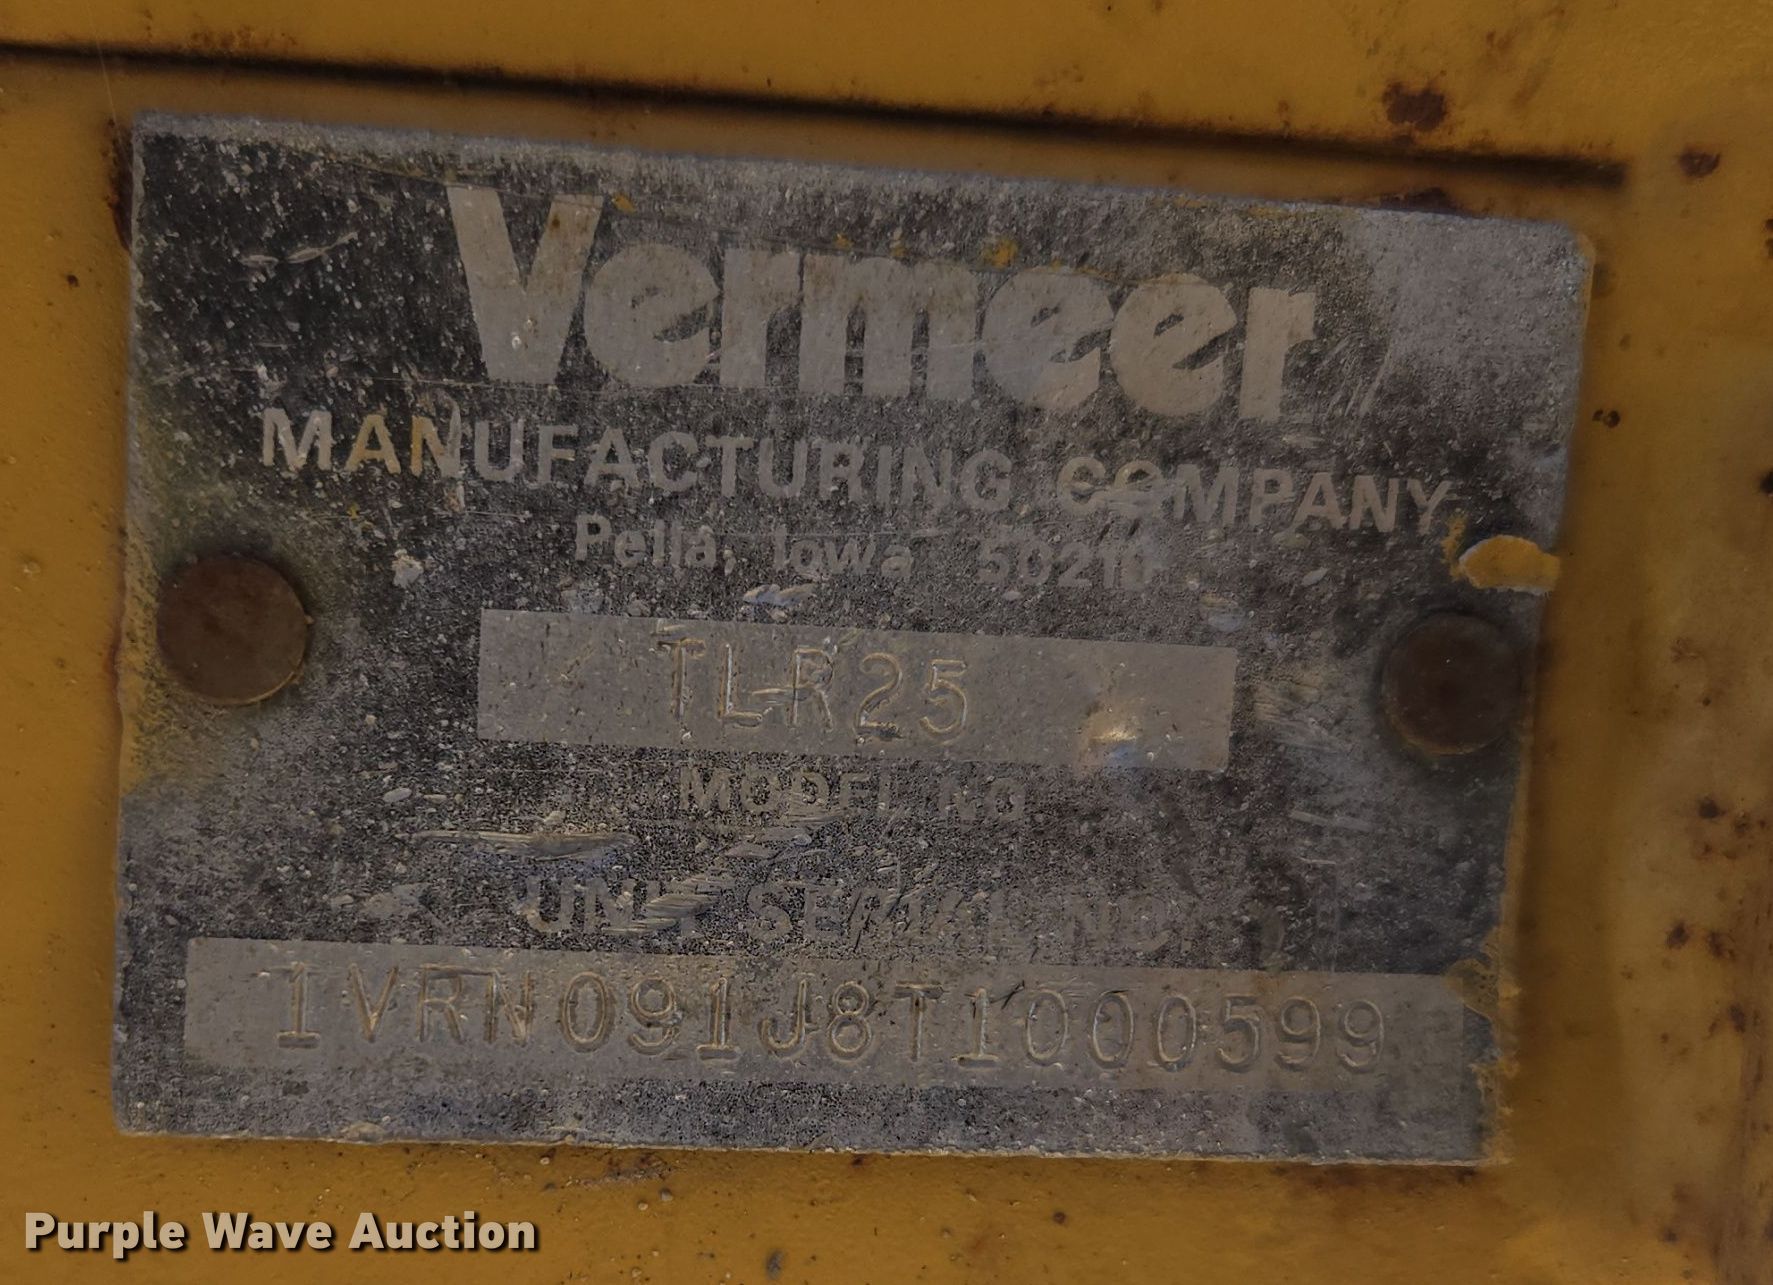 Vermeer
MANUFACTURING COMPANY
Pella, Iowa 50219
TLR25
MODEL NO
UNIT SERIAL NO.
1VRN091J8T1000599
Purple Wave Auction